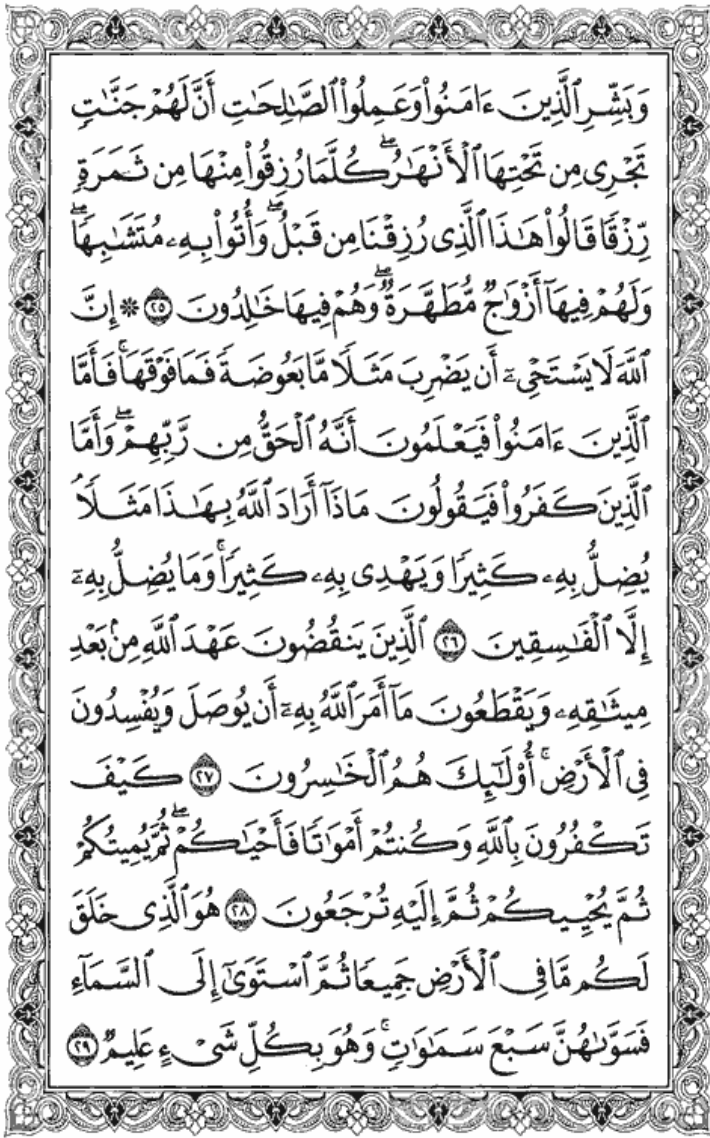 وَبَشِّرِ ٱلَّذِينَ ءَامَنُوا۟ وَعَمِلُوا۟ ٱلصَّـٰلِحَـٰتِ أَنَّ لَهُمْ جَنَّـٰتٍ
تَجْرِى مِن تَحْتِهَا ٱلْأَنْهَـٰرُ ۖ كُلَّمَا رُزِقُوا۟ مِنْهَا مِن ثَمَرَةٍ
رِّزْقًا قَالُوا۟ هَـٰذَا ٱلَّذِى رُزِقْنَا مِن قَبْلُ ۖ وَأُتُوا۟ بِهِۦ مُتَشَـٰبِهًا ۖ
وَلَهُمْ فِيهَآ أَزْوَٰجٌ مُّطَهَّرَةٌ ۖ وَهُمْ فِيهَا خَـٰلِدُونَ ٢٥ ۞ إِنَّ
ٱللَّهَ لَا يَسْتَحْىِۦٓ أَن يَضْرِبَ مَثَلًا مَّا بَعُوضَةً فَمَا فَوْقَهَا ۚ فَأَمَّا
ٱلَّذِينَ ءَامَنُوا۟ فَيَعْلَمُونَ أَنَّهُ ٱلْحَقُّ مِن رَّبِّهِمْ ۖ وَأَمَّا
ٱلَّذِينَ كَفَرُوا۟ فَيَقُولُونَ مَاذَآ أَرَادَ ٱللَّهُ بِهَـٰذَا مَثَلًا ۘ
يُضِلُّ بِهِۦ كَثِيرًا وَيَهْدِى بِهِۦ كَثِيرًا ۚ وَمَا يُضِلُّ بِهِۦٓ
إِلَّا ٱلْفَـٰسِقِينَ ٢٦ ٱلَّذِينَ يَنقُضُونَ عَهْدَ ٱللَّهِ مِنۢ بَعْدِ
مِيثَـٰقِهِۦ وَيَقْطَعُونَ مَآ أَمَرَ ٱللَّهُ بِهِۦٓ أَن يُوصَلَ وَيُفْسِدُونَ
فِى ٱلْأَرْضِ ۚ أُو۟لَـٰٓئِكَ هُمُ ٱلْخَـٰسِرُونَ ٢٧ كَيْفَ
تَكْفُرُونَ بِٱللَّهِ وَكُنتُمْ أَمْوَٰتًا فَأَحْيَـٰكُمْ ۖ ثُمَّ يُمِيتُكُمْ
ثُمَّ يُحْيِيكُمْ ثُمَّ إِلَيْهِ تُرْجَعُونَ ٢٨ هُوَ ٱلَّذِى خَلَقَ
لَكُم مَّا فِى ٱلْأَرْضِ جَمِيعًا ثُمَّ ٱسْتَوَىٰٓ إِلَى ٱلسَّمَآءِ
فَسَوَّىٰهُنَّ سَبْعَ سَمَـٰوَٰتٍ ۚ وَهُوَ بِكُلِّ شَىْءٍ عَلِيمٌ ٢٩